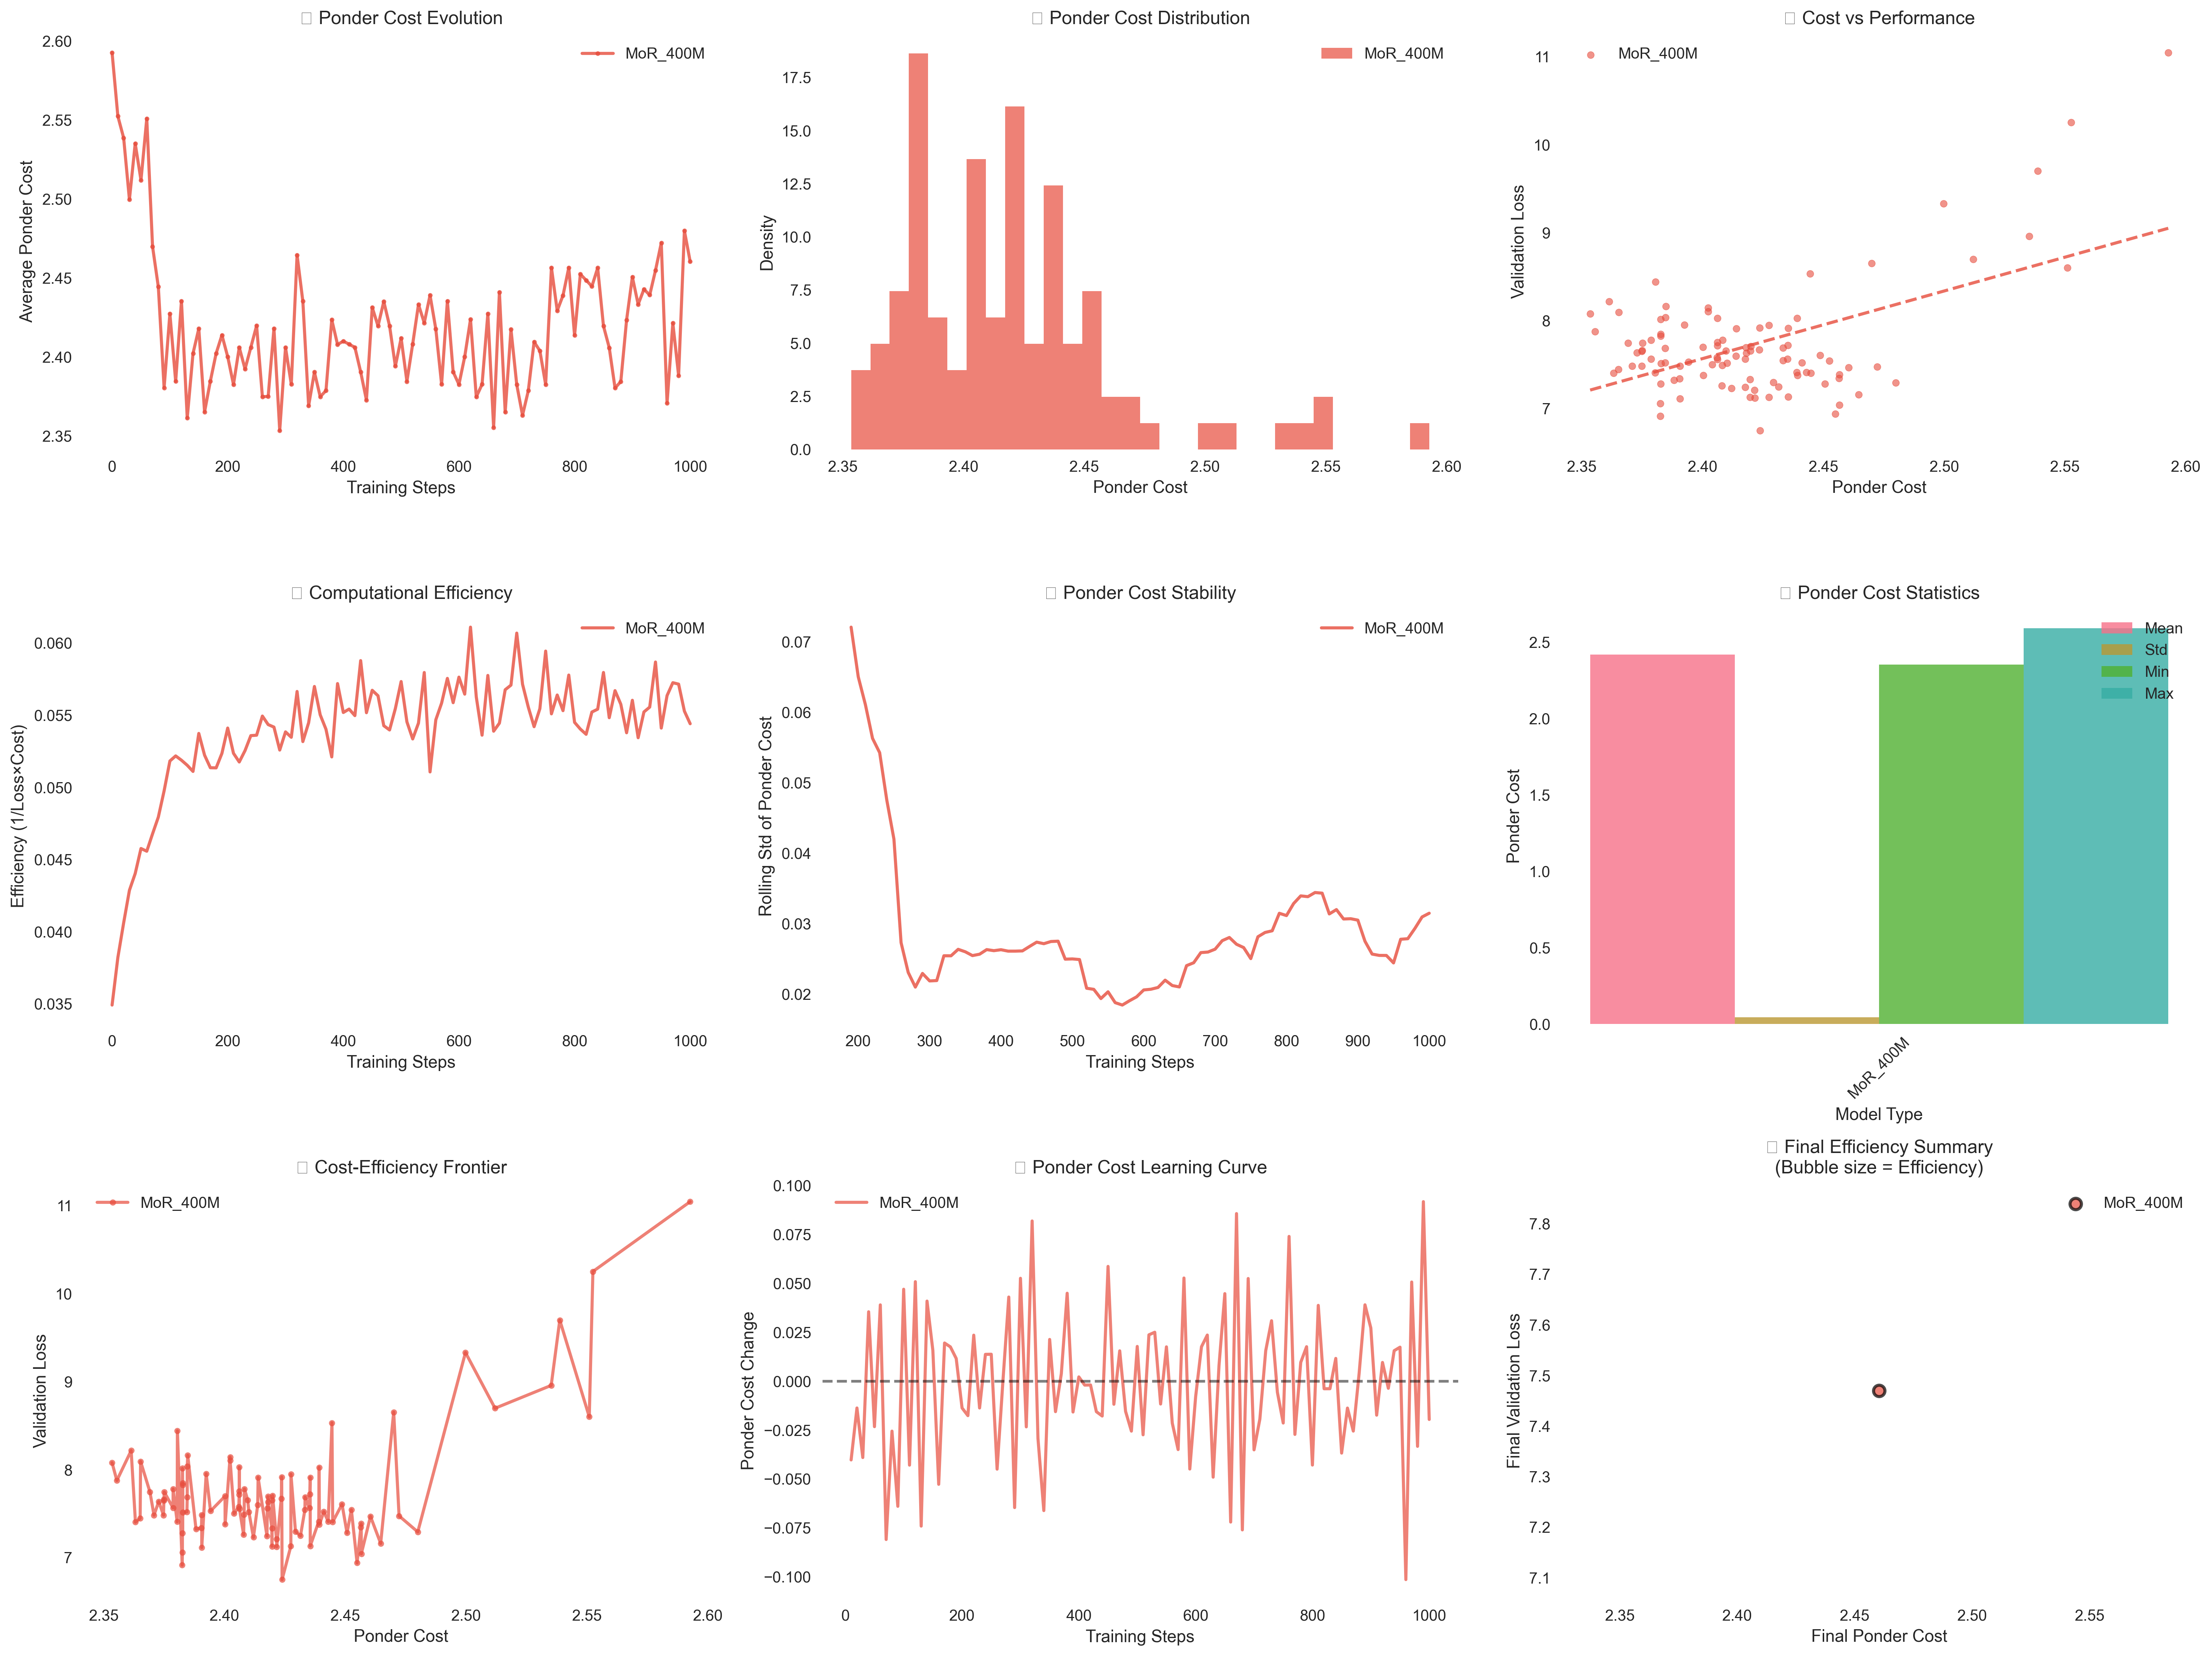 Ponder Cost Evolution
2.60
2.55
2.50
2.45
2.40
2.35
Average Ponder Cost
MoR_400M
0 200 400 600 800 1000
Training Steps
Ponder Cost Distribution
17.5
15.0
12.5
10.0
7.5
5.0
2.5
0.0
Density
MoR_400M
2.35 2.40 2.45 2.50 2.55 2.60
Ponder Cost
Cost vs Performance
11
10
9
8
7
Validation Loss
MoR_400M
2.35 2.40 2.45 2.50 2.55 2.60
Ponder Cost
Computational Efficiency
0.060
0.055
0.050
0.045
0.040
0.035
Efficiency (1/Loss×Cost)
MoR_400M
0 200 400 600 800 1000
Training Steps
Ponder Cost Stability
0.07
0.06
0.05
0.04
0.03
0.02
Rolling Std of Ponder Cost
MoR_400M
200 300 400 500 600 700 800 900 1000
Training Steps
Ponder Cost Statistics
2.5
2.0
1.5
1.0
0.5
0.0
Ponder Cost
Mean
Std
Min
Max
MoR_400M
Model Type
Cost-Efficiency Frontier
11
10
9
8
7
Validation Loss
MoR_400M
2.35 2.40 2.45 2.50 2.55 2.60
Ponder Cost
Ponder Cost Learning Curve
0.100
0.075
0.050
0.025
0.000
−0.025
−0.050
−0.075
−0.100
Ponder Cost Change
MoR_400M
0 200 400 600 800 1000
Training Steps
Final Efficiency Summary
(Bubble size = Efficiency)
7.8
7.7
7.6
7.5
7.4
7.3
7.2
7.1
Final Validation Loss
MoR_400M
2.35 2.40 2.45 2.50 2.55
Final Ponder Cost